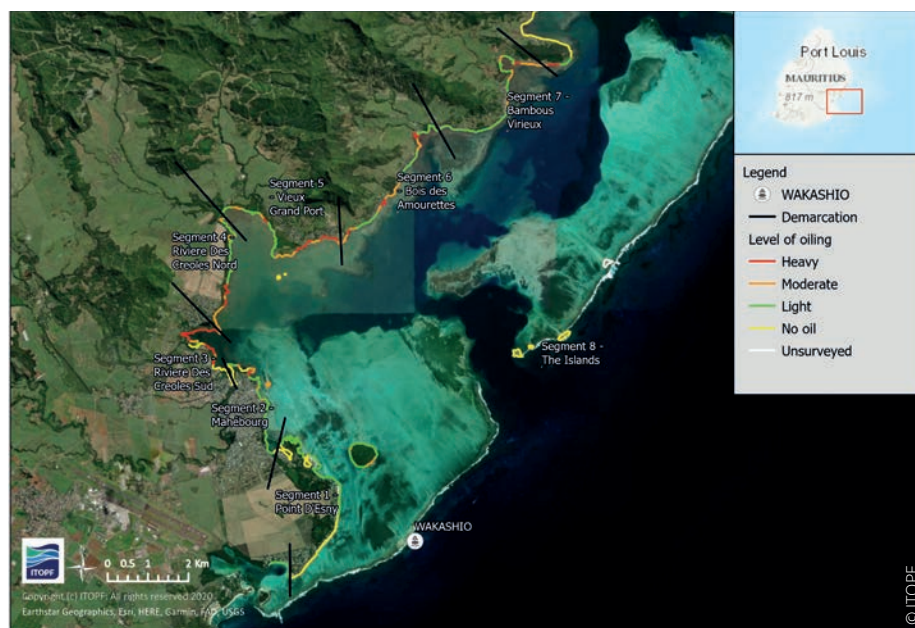 Port Louis
MAURITIUS
817 m
Legend
WAKASHIO
Demarcation
Level of oiling
Heavy
Moderate
Light
No oil
Unsurveyed
Segment 7 -
Bambous
Virieux
Segment 6
- Bois des
Amourettes
Segment 5
- Vieux
Grand Port
Segment 4 -
Riviere Des
Creoles Nord
Segment 3 -
Riviere Des
Creoles Sud
Segment 8 -
The Islands
Segment 2 -
Mahébourg
Segment 1 -
Point D'Esny
WAKASHIO
ITOPF
0 0.5 1 2 Km
Copyright (c) ITOPF: All rights reserved 2020
Earthstar Geographics, Esri, HERE, Garmin, FAO, USGS
© ITOPF